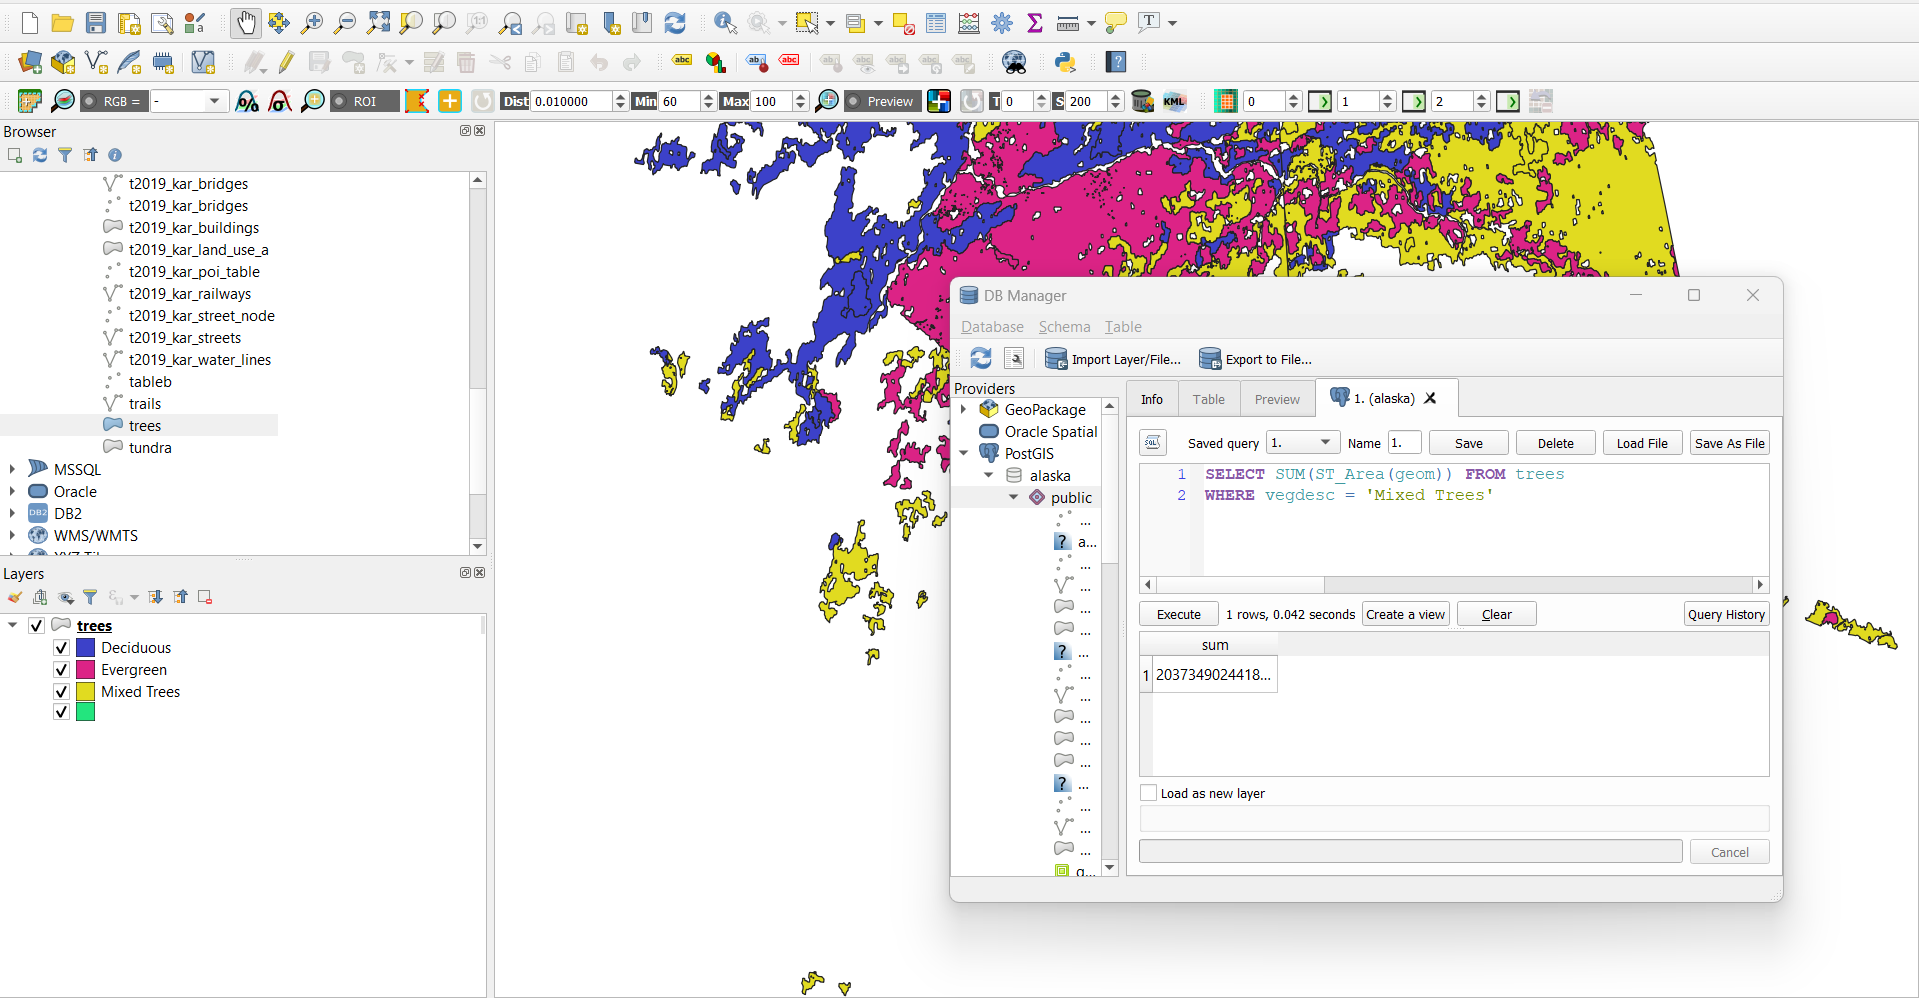 RGB =
-
ROI
Dist 0.010000
Min 60
Max 100
Preview
T 0
S 200
KML
0
1
2
Browser
t2019_kar_bridges
t2019_kar_bridges
t2019_kar_buildings
t2019_kar_land_use_a
t2019_kar_poi_table
t2019_kar_railways
t2019_kar_street_node
t2019_kar_streets
t2019_kar_water_lines
tableb
trails
trees
tundra
MSSQL
Oracle
DB2
WMS/WMTS
Layers
trees
Deciduous
Evergreen
Mixed Trees
DB Manager
Database Schema Table
Import Layer/File...
Export to File...
Providers
GeoPackage
Oracle Spatial
PostGIS
alaska
public
...
a...
...
...
...
...
...
...
...
...
...
...
...
...
...
...
Info
Table
Preview
1. (alaska)
SQL
Saved query 1.
Name 1.
Save
Delete
Load File
Save As File
1 SELECT SUM(ST_Area(geom)) FROM trees
2 WHERE vegdesc = 'Mixed Trees'
Execute
1 rows, 0.042 seconds
Create a view
Clear
Query History
sum
1 2037349024418...
Load as new layer
Cancel